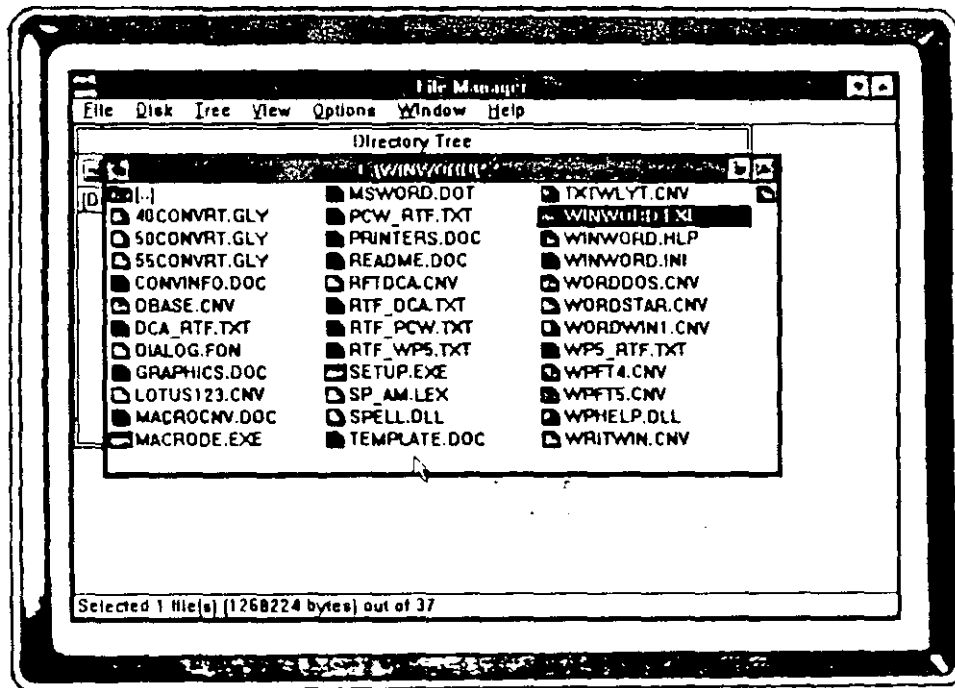 File Manager
File Disk Tree View Options Window Help
Directory Tree
[..] MSWORD.DOT TXTWLYT.CNV
40CONVRT.GLY PCW_RTF.TXT WINWORD.EXE
50CONVRT.GLY PRINTERS.DOC WINWORD.HLP
55CONVRT.GLY README.DOC WINWORD.INI
CONVINFO.DOC RFTDCA.CNV WORDDOS.CNV
DBASE.CNV RTF_DCA.TXT WORDSTAR.CNV
DCA_RTF.TXT RTF_PCW.TXT WORDWIN1.CNV
DIALOG.FON RTF_WP5.TXT WP5_RTF.TXT
GRAPHICS.DOC SETUP.EXE WPFT4.CNV
LOTUS123.CNV SP_AM.LEX WPFT5.CNV
MACROCNV.DOC SPELL.DLL WPHELP.DLL
MACRODE.EXE TEMPLATE.DOC WRITWIN.CNV
Selected 1 file(s) (1268224 bytes) out of 37